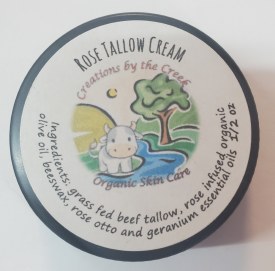 ROSE TALLOW CREAM
Creations by the Creek
Organic Skin Care
Ingredients: grass fed beef tallow, rose infused organic
olive oil, beeswax, rose otto and geranium essential oils
1/2 oz